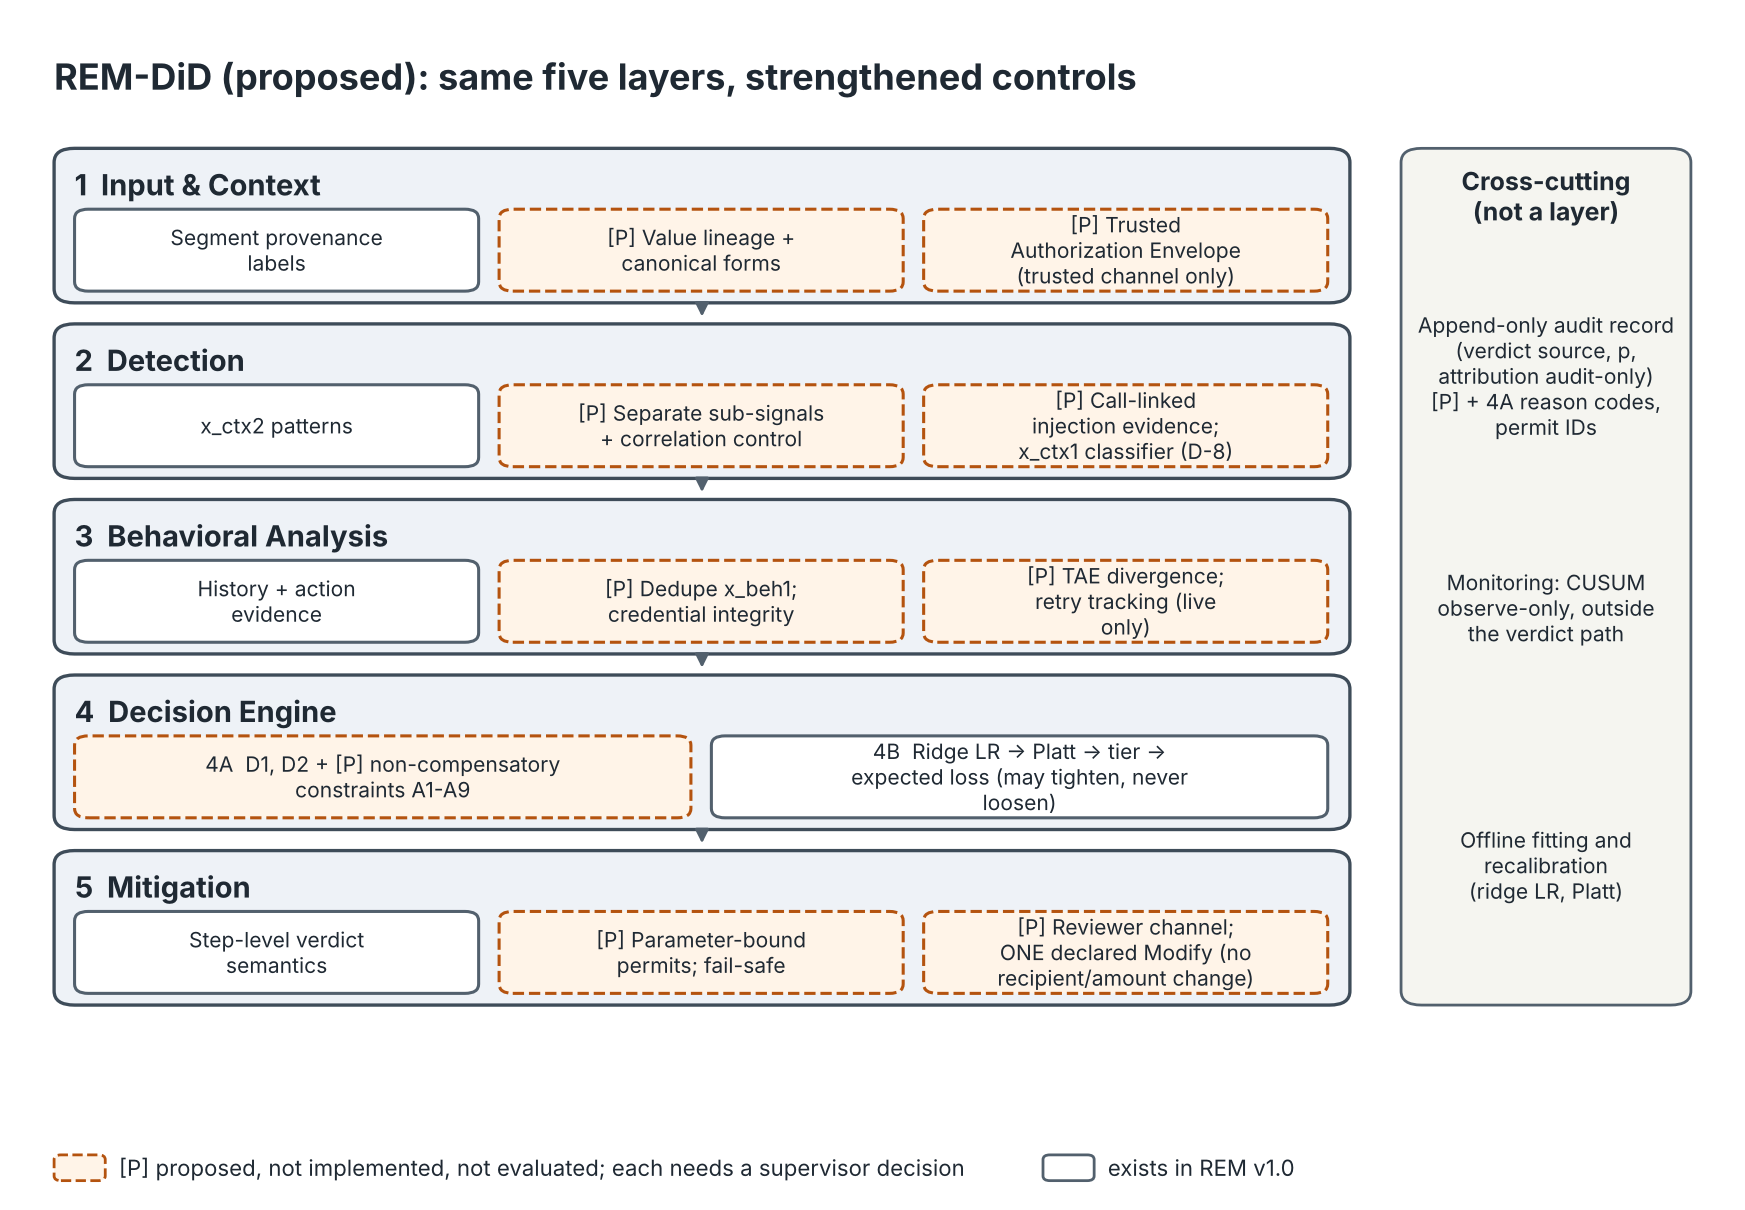 REM-DiD (proposed): same five layers, strengthened controls
1 Input & Context
Segment provenance
labels
[P] Value lineage +
canonical forms
[P] Trusted
Authorization Envelope
(trusted channel only)
2 Detection
x_ctx2 patterns
[P] Separate sub-signals
+ correlation control
[P] Call-linked
injection evidence;
x_ctx1 classifier (D-8)
3 Behavioral Analysis
History + action
evidence
[P] Dedupe x_beh1;
credential integrity
[P] TAE divergence;
retry tracking (live
only)
4 Decision Engine
4A D1, D2 + [P] non-compensatory
constraints A1-A9
4B Ridge LR → Platt → tier →
expected loss (may tighten, never
loosen)
5 Mitigation
Step-level verdict
semantics
[P] Parameter-bound
permits; fail-safe
[P] Reviewer channel;
ONE declared Modify (no
recipient/amount change)
Cross-cutting
(not a layer)
Append-only audit record
(verdict source, p,
attribution audit-only)
[P] + 4A reason codes,
permit IDs
Monitoring: CUSUM
observe-only, outside
the verdict path
Offline fitting and
recalibration
(ridge LR, Platt)
[P] proposed, not implemented, not evaluated; each needs a supervisor decision
exists in REM v1.0